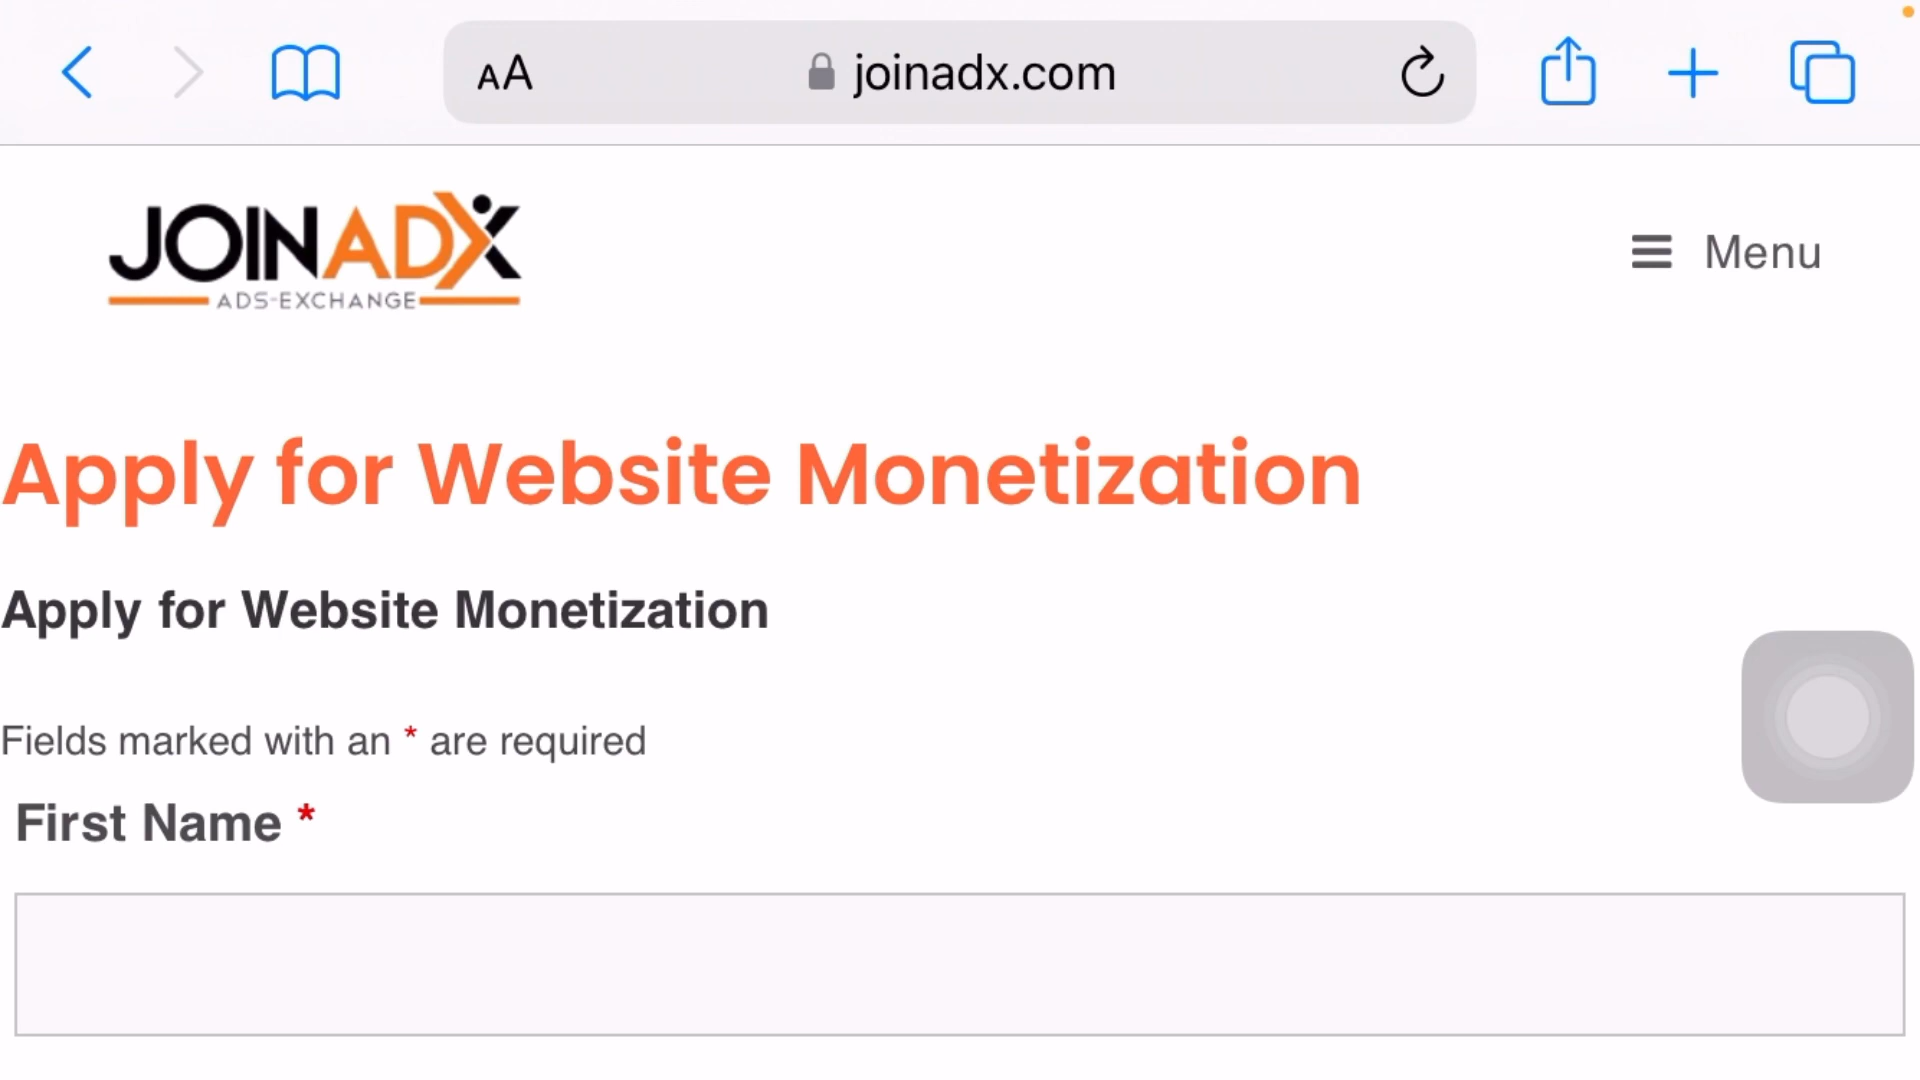 AA
joinadx.com
JOINADX
ADS-EXCHANGE
Menu
Apply for Website Monetization
Apply for Website Monetization
Fields marked with an * are required
First Name *